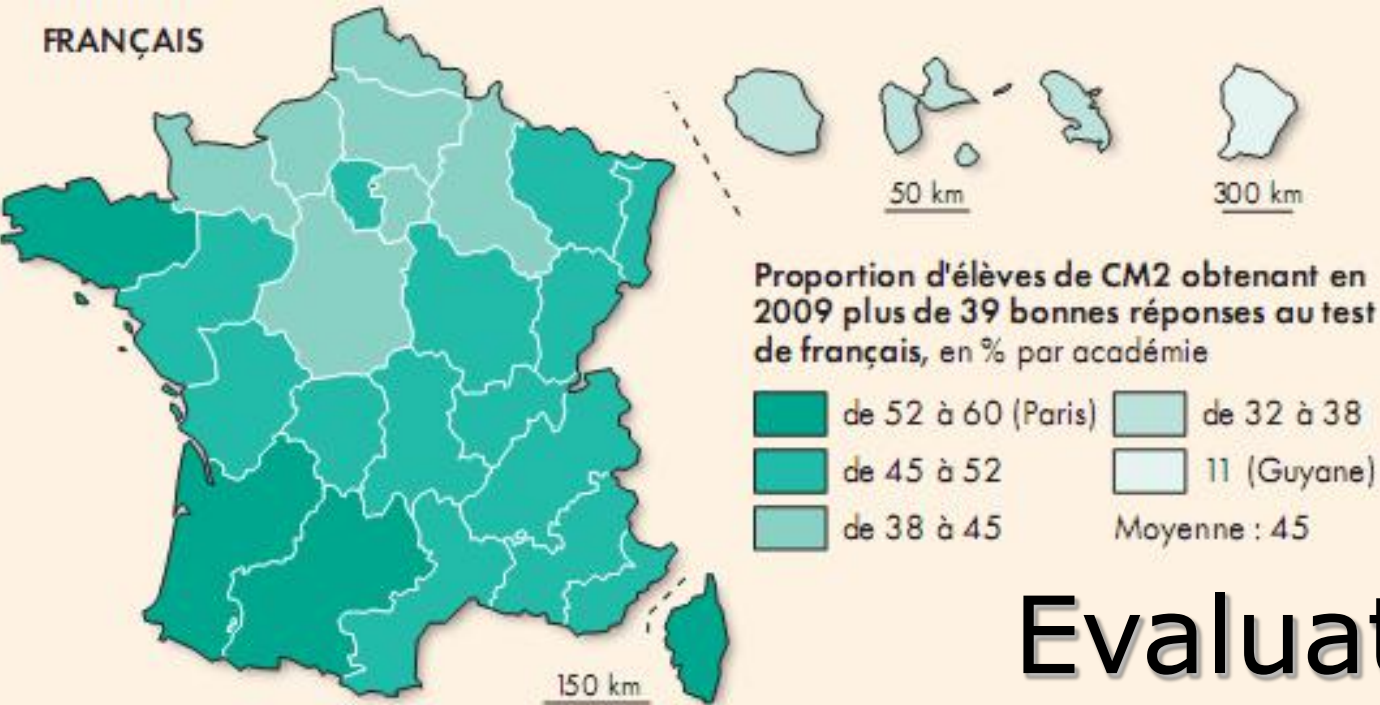 FRANÇAIS
50 km
300 km
Proportion d'élèves de CM2 obtenant en
2009 plus de 39 bonnes réponses au test
de français, en % par académie
de 52 à 60 (Paris)
de 32 à 38
de 45 à 52
11 (Guyane)
de 38 à 45
Moyenne : 45
Evaluat
150 km